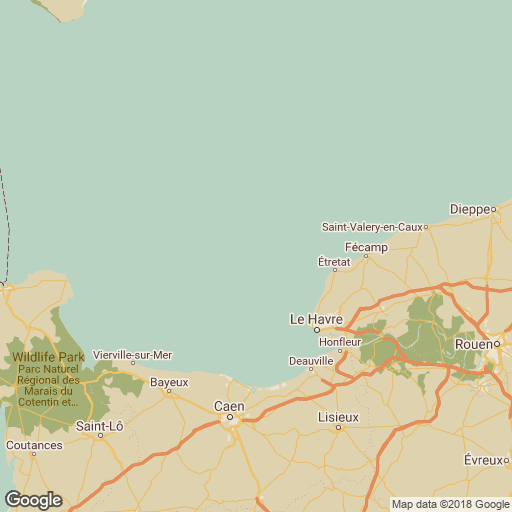 Dieppe
Saint-Valery-en-Caux
Fécamp
Étretat
Le Havre
Honfleur
Rouen
Wildlife Park
Parc Naturel
Régional des
Marais du
Cotentin et...
Vierville-sur-Mer
Deauville
Bayeux
Caen
Lisieux
Saint-Lô
Coutances
Évreux
Google
Map data ©2018 Google